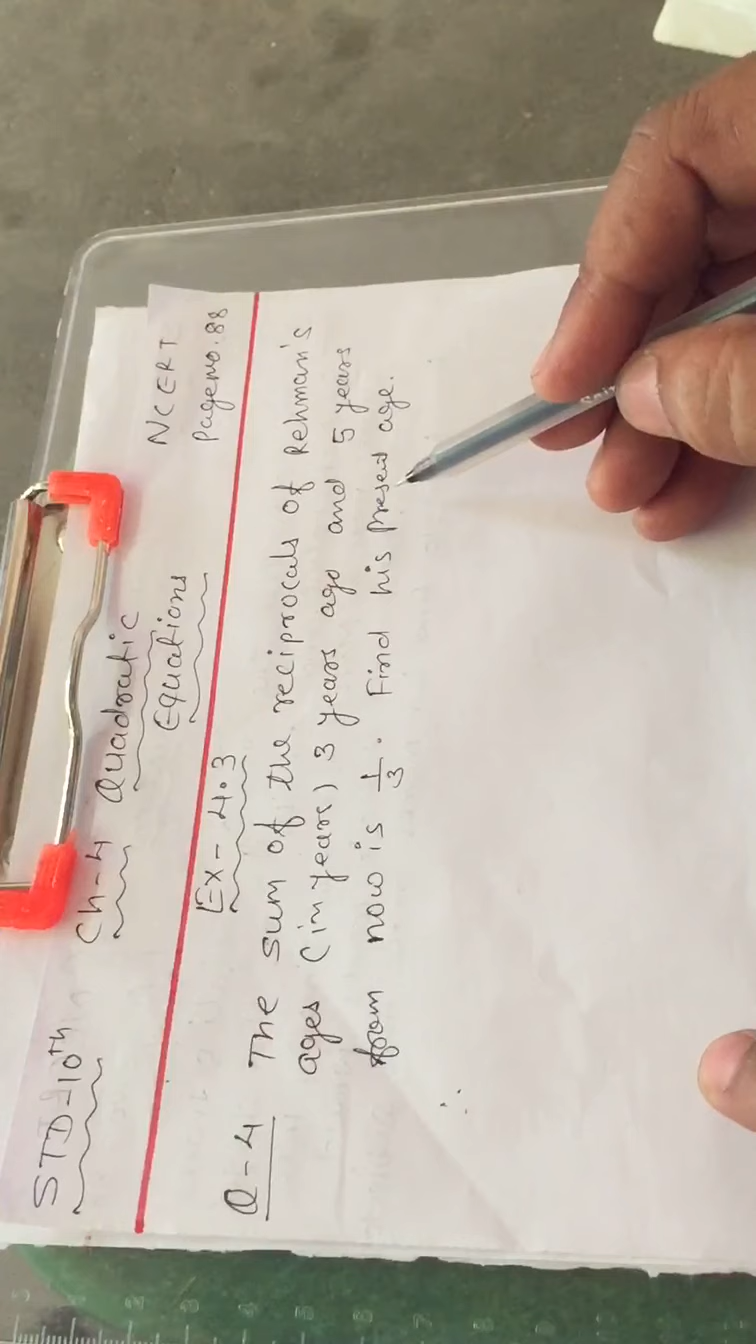 STD-10th Ch-4 Quadratic NCERT
Equations Page no. 88
Ex-4.3
Q-4 The sum of the reciprocals of Rehman's
ages (in years) 3 years ago and 5 years
from now is 1/3. Find his present age.
∴